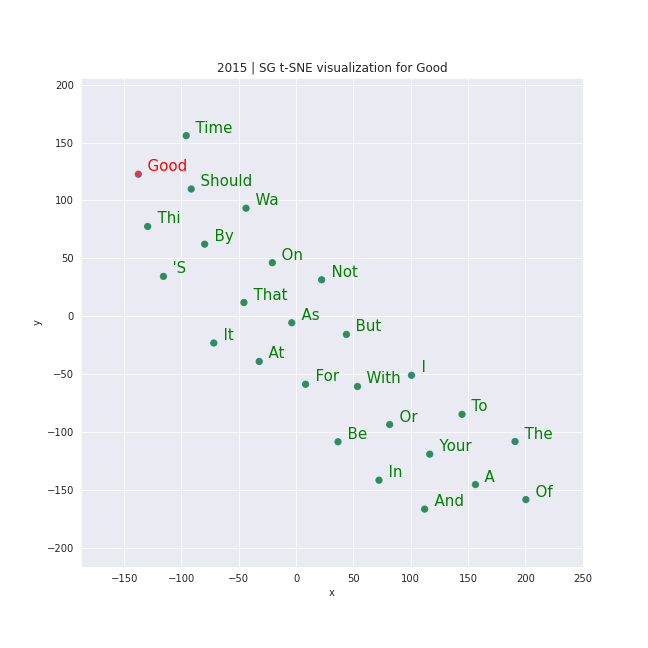 2015 | SG t-SNE visualization for Good
200
150
100
50
0
−50
−100
−150
−200
y
Time
Good
Should
Wa
Thi
By
On
'S
Not
That
As
But
It
At
For
With
I
Or
To
Be
Your
The
In
A
And
Of
−150
−100
−50
0
50
100
150
200
250
x